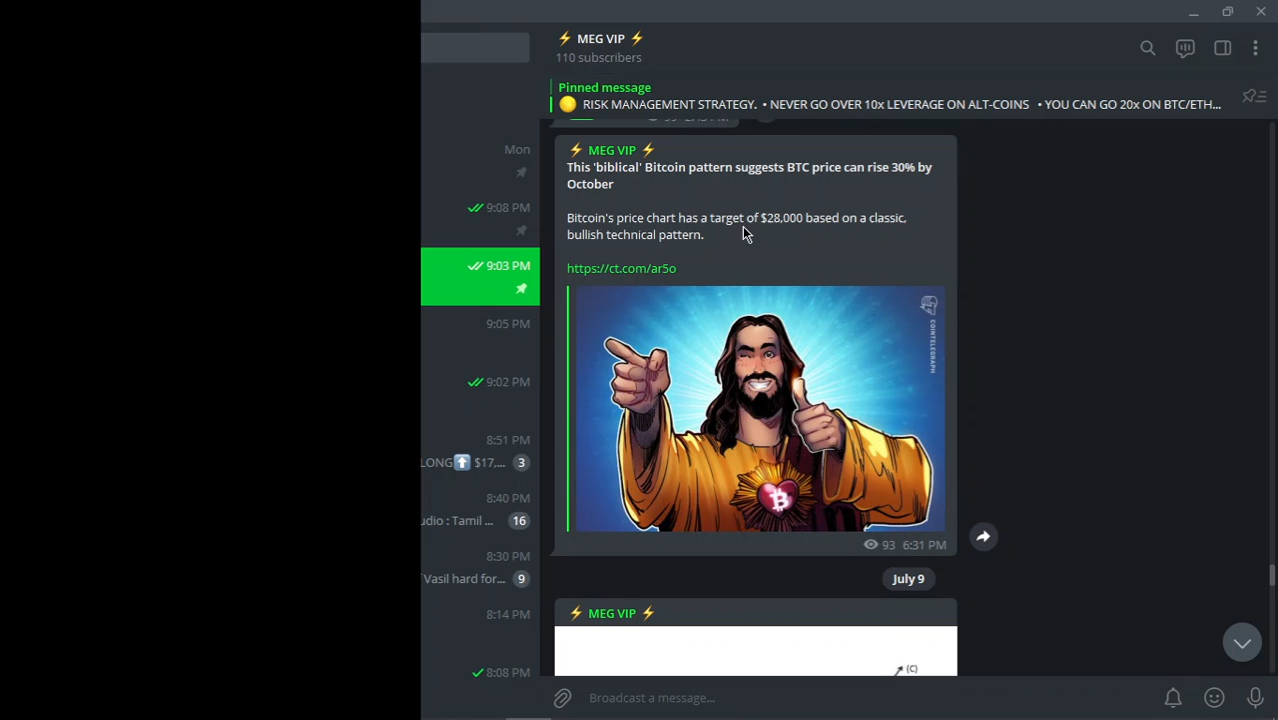 ⚡ MEG VIP ⚡
110 subscribers
Pinned message
RISK MANAGEMENT STRATEGY. • NEVER GO OVER 10x LEVERAGE ON ALT-COINS • YOU CAN GO 20x ON BTC/ETH...
Mon
9:08 PM
9:03 PM
9:05 PM
9:02 PM
8:51 PM
LONG⬆️ $17,... 3
8:40 PM
udio : Tamil ... 16
8:30 PM
Vasil hard for... 9
8:14 PM
8:08 PM
⚡ MEG VIP ⚡
This 'biblical' Bitcoin pattern suggests BTC price can rise 30% by
October
Bitcoin's price chart has a target of $28,000 based on a classic,
bullish technical pattern.
https://ct.com/ar5o
COINTELEGRAPH
93 6:31 PM
July 9
⚡ MEG VIP ⚡
(C)
Broadcast a message...